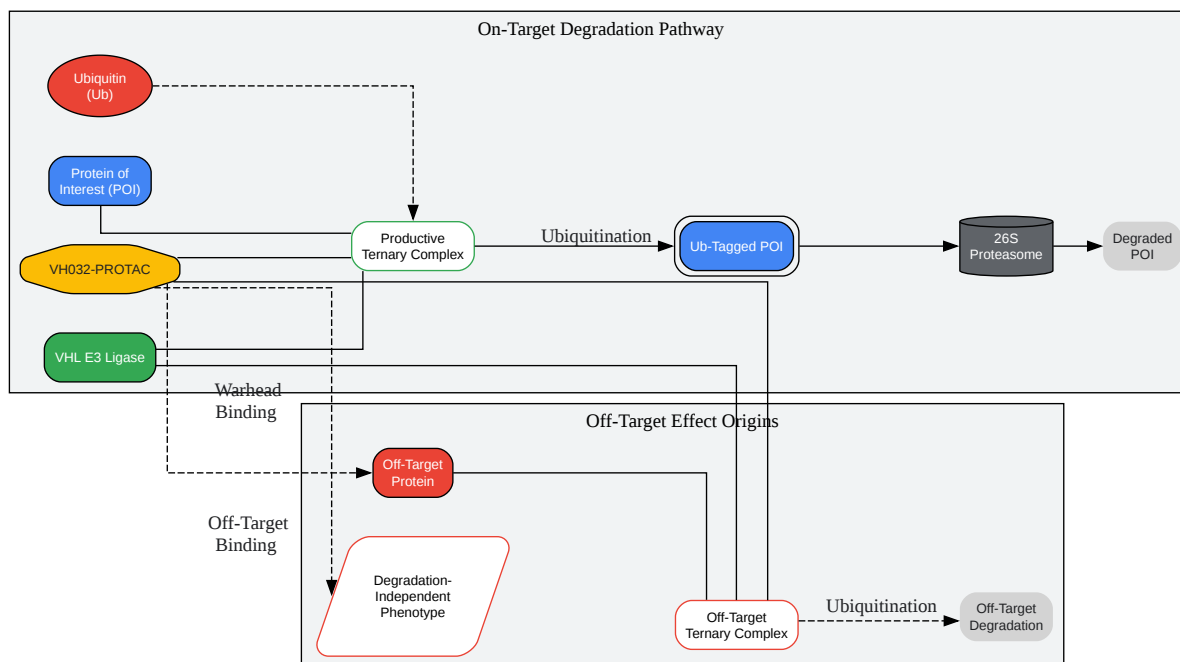 On-Target Degradation Pathway
Ubiquitin
(Ub)
Protein of
Interest (POI)
VH032-PROTAC
VHL E3 Ligase
Productive
Ternary Complex
Ubiquitination
Ub-Tagged POI
26S
Proteasome
Degraded
POI
Warhead
Binding
Off-Target Effect Origins
Off-Target
Protein
Off-Target
Binding
Degradation-
Independent
Phenotype
Off-Target
Ternary Complex
Ubiquitination
Off-Target
Degradation